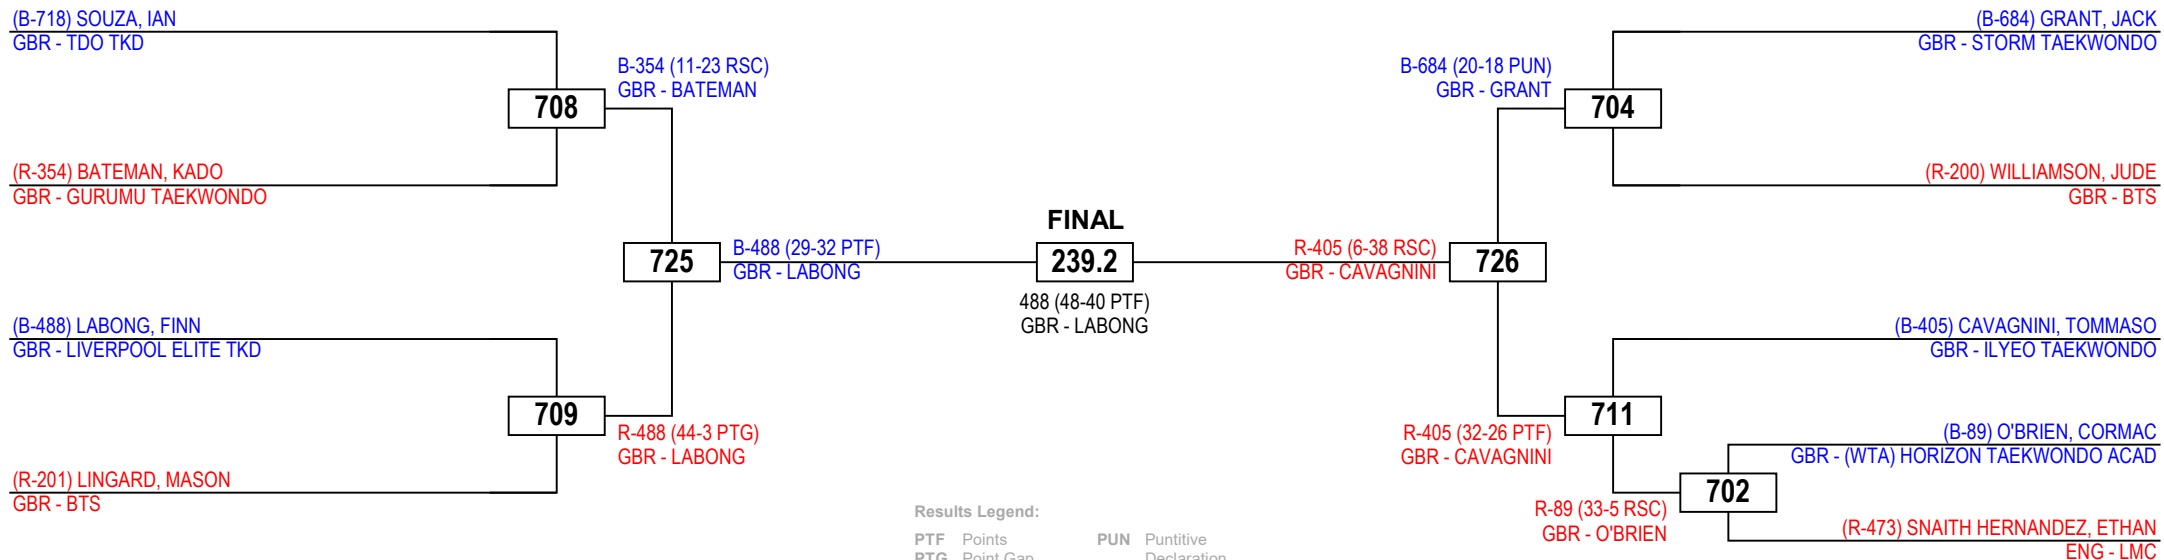 (B-718) SOUZA, IAN
GBR - TDO TKD
708
B-354 (11-23 RSC)
GBR - BATEMAN
(R-354) BATEMAN, KADO
GBR - GURUMU TAEKWONDO
725
B-488 (29-32 PTF)
GBR - LABONG
(B-488) LABONG, FINN
GBR - LIVERPOOL ELITE TKD
709
R-488 (44-3 PTG)
GBR - LABONG
(R-201) LINGARD, MASON
GBR - BTS
FINAL
239.2
488 (48-40 PTF)
GBR - LABONG
(B-684) GRANT, JACK
GBR - STORM TAEKWONDO
B-684 (20-18 PUN)
GBR - GRANT
704
(R-200) WILLIAMSON, JUDE
GBR - BTS
R-405 (6-38 RSC)
GBR - CAVAGNINI
726
(B-405) CAVAGNINI, TOMMASO
GBR - ILYEO TAEKWONDO
711
R-405 (32-26 PTF)
GBR - CAVAGNINI
(B-89) O'BRIEN, CORMAC
GBR - (WTA) HORIZON TAEKWONDO ACAD
702
R-89 (33-5 RSC)
GBR - O'BRIEN
(R-473) SNAITH HERNANDEZ, ETHAN
ENG - LMC
Results Legend:
PTF Points
PUN Puntitive
PTG Point Gap
Declaration